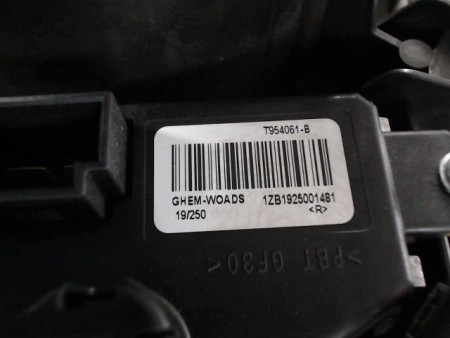 T954061-B
GHEM-WOADS 1ZB1925001481
19/250 <R>
>PBT GF30<